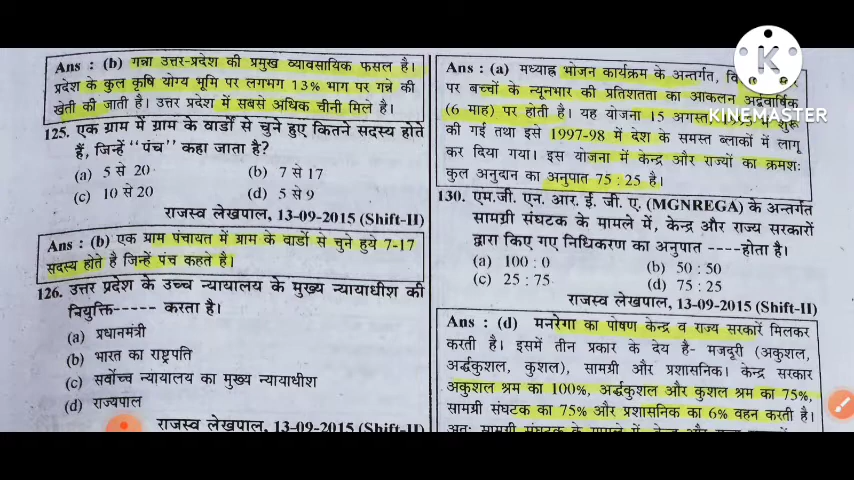 Ans : (b) गन्ना उत्तर-प्रदेश की प्रमुख व्यावसायिक फसल है।
प्रदेश के कुल कृषि योग्य भूमि पर लगभग 13% भाग पर गन्ने की
खेती की जाती है। उत्तर प्रदेश में सबसे अधिक चीनी मिले है।
125. एक ग्राम में ग्राम के वार्डों से चुने हुए कितने सदस्य होते
हैं, जिन्हें "पंच" कहा जाता है?
(a) 5 से 20 (b) 7 से 17
(c) 10 से 20 (d) 5 से 9
राजस्व लेखपाल, 13-09-2015 (Shift-II)
Ans : (b) एक ग्राम पंचायत में ग्राम के वार्डों से चुने हुये 7-17
सदस्य होते है जिन्हें पंच कहते है।
126. उत्तर प्रदेश के उच्च न्यायालय के मुख्य न्यायाधीश की
नियुक्ति----- करता है।
(a) प्रधानमंत्री
(b) भारत का राष्ट्रपति
(c) सर्वोच्च न्यायालय का मुख्य न्यायाधीश
(d) राज्यपाल
राजस्व लेखपाल, 13-09-2015 (Shift-II)
Ans : (a) मध्याह्न भोजन कार्यक्रम के अन्तर्गत,
पर बच्चों के न्यूनभार की प्रतिशतता का आकलन अर्द्धवार्षिक
(6 माह) पर होती है। यह योजना 15 अगस्त शुरू
की गई तथा इसे 1997-98 में देश के समस्त ब्लाकों में लागू
कर दिया गया। इस योजना में केन्द्र और राज्यों का क्रमशः
कुल अनुदान का अनुपात 75 : 25 है।
130. एम.जी. एन. आर. ई. जी. ए. (MGNREGA) के अन्तर्गत
सामग्री संघटक के मामले में, केन्द्र और राज्य सरकारों
द्वारा किए गए निधिकरण का अनुपात ----होता है।
(a) 100 : 0 (b) 50 : 50
(c) 25 : 75 (d) 75 : 25
राजस्व लेखपाल, 13-09-2015 (Shift-II)
Ans : (d) मनरेगा का पोषण केन्द्र व राज्य सरकारें मिलकर
करती है। इसमें तीन प्रकार के देय है- मजदूरी (अकुशल,
अर्द्धकुशल, कुशल), सामग्री और प्रशासनिक। केन्द्र सरकार
अकुशल श्रम का 100%, अर्द्धकुशल और कुशल श्रम का 75%,
सामग्री संघटक का 75% और प्रशासनिक का 6% वहन करती है।
अतः सामग्री संघटक के मामले में
KINEMASTER